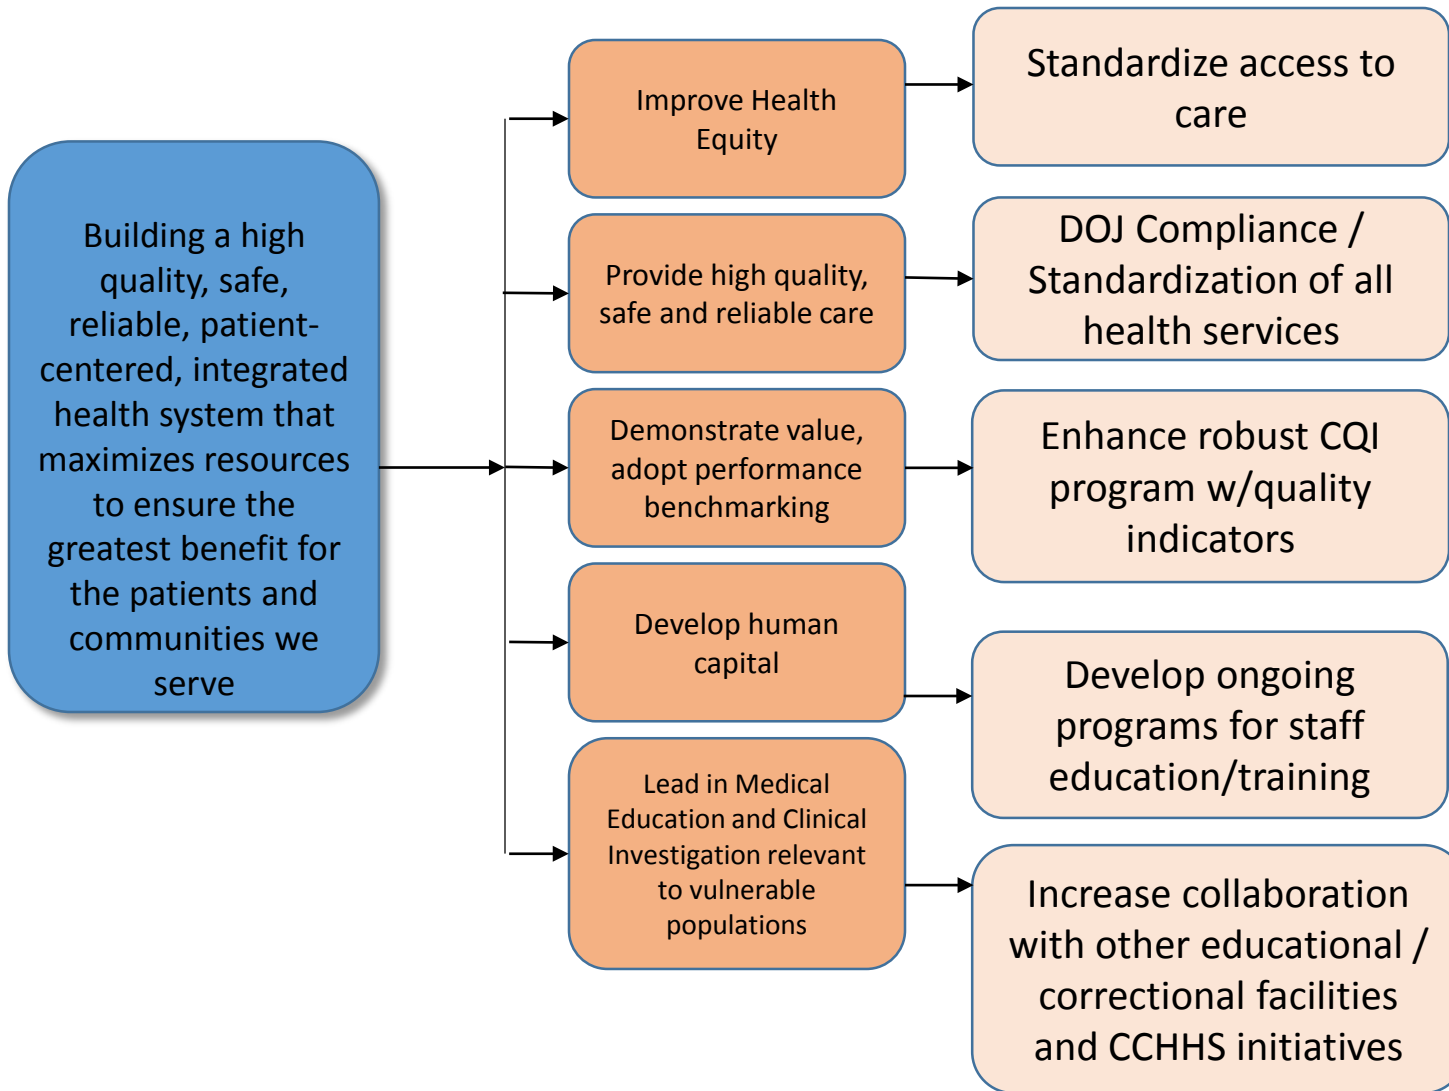 Building a high
quality, safe,
reliable, patient-
centered, integrated
health system that
maximizes resources
to ensure the
greatest benefit for
the patients and
communities we
serve
Improve Health
Equity
Standardize access to
care
Provide high quality,
safe and reliable care
DOJ Compliance /
Standardization of all
health services
Demonstrate value,
adopt performance
benchmarking
Enhance robust CQI
program w/quality
indicators
Develop human
capital
Develop ongoing
programs for staff
education/training
Lead in Medical
Education and Clinical
Investigation relevant
to vulnerable
populations
Increase collaboration
with other educational /
correctional facilities
and CCHHS initiatives